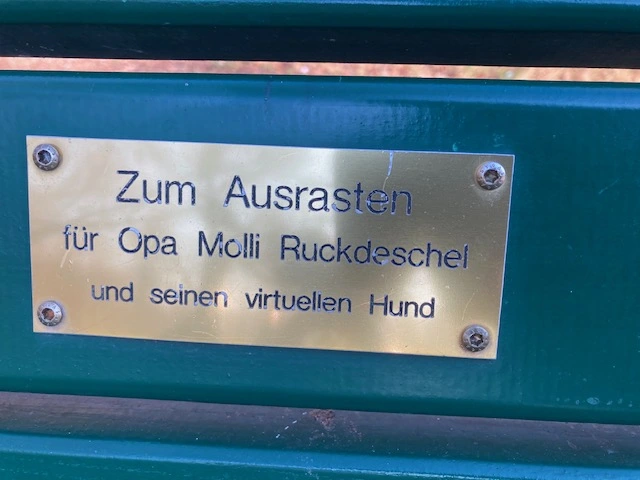 Zum Ausrasten
für Opa Molli Ruckdeschel
und seinen virtuellen Hund